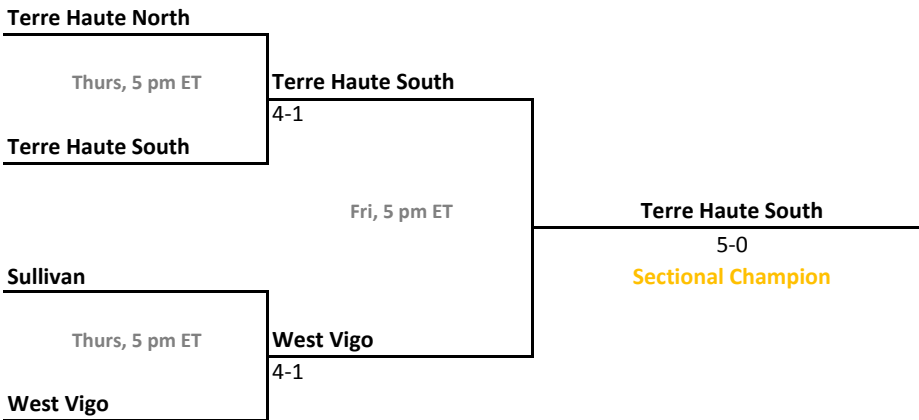 Terre Haute North
Thurs, 5 pm ET
Terre Haute South
4-1
Terre Haute South
Fri, 5 pm ET
Terre Haute South
5-0
Sectional Champion
Sullivan
Thurs, 5 pm ET
West Vigo
4-1
West Vigo